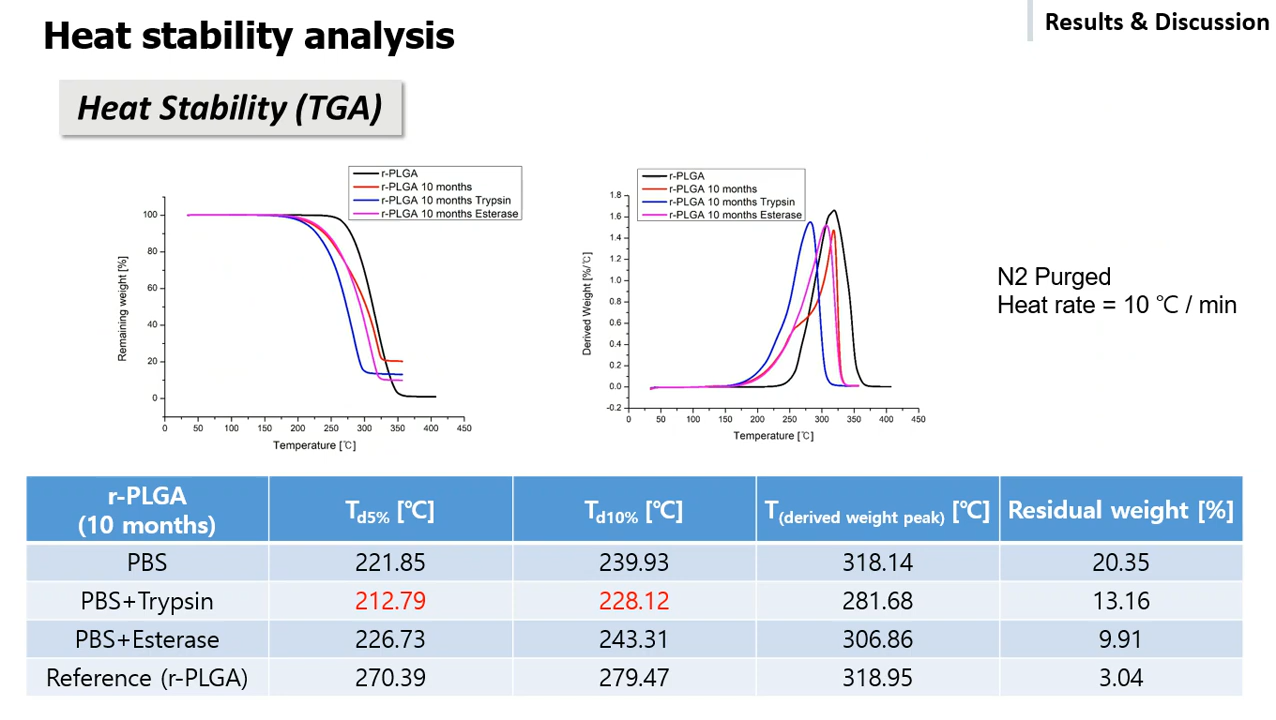 Heat stability analysis
Results & Discussion
Heat Stability (TGA)
r-PLGA
r-PLGA 10 months
r-PLGA 10 months Trypsin
r-PLGA 10 months Esterase
Remaining weight [%]
100
80
60
40
20
0
0 50 100 150 200 250 300 350 400 450
Temperature [℃]
r-PLGA
r-PLGA 10 months
r-PLGA 10 months Trypsin
r-PLGA 10 months Esterase
Derived Weight [%/℃]
1.8
1.6
1.4
1.2
1.0
0.8
0.6
0.4
0.2
0.0
-0.2
0 50 100 150 200 250 300 350 400 450
Temperature [℃]
N2 Purged
Heat rate = 10 ℃ / min
r-PLGA
(10 months)
Td5% [℃] Td10% [℃] T(derived weight peak) [℃] Residual weight [%]
PBS 221.85 239.93 318.14 20.35
PBS+Trypsin 212.79 228.12 281.68 13.16
PBS+Esterase 226.73 243.31 306.86 9.91
Reference (r-PLGA) 270.39 279.47 318.95 3.04